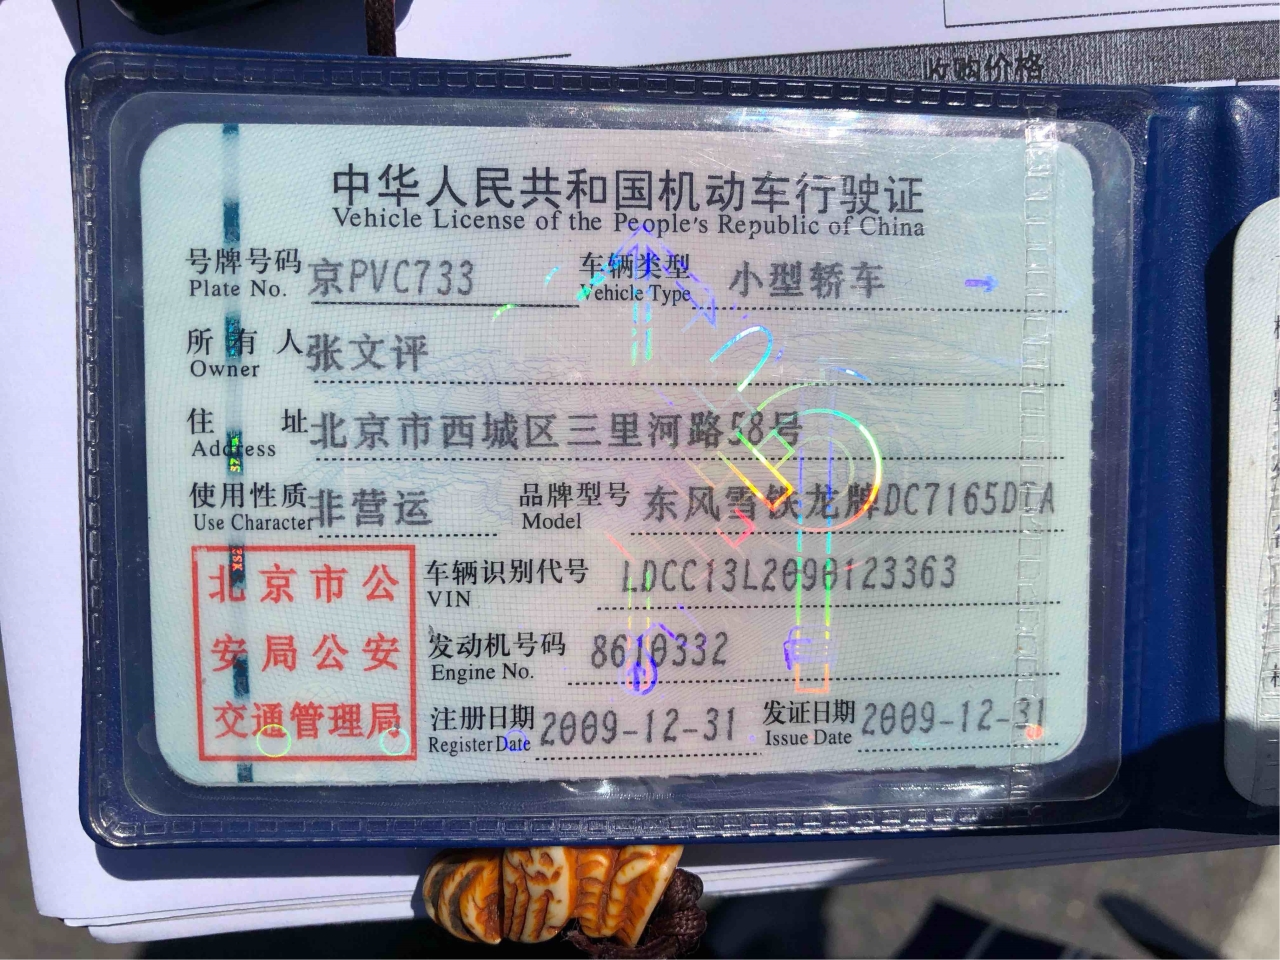 收购价格
中华人民共和国机动车行驶证
Vehicle License of the People's Republic of China
号牌号码 京PVC733 车辆类型 小型轿车
Plate No. Vehicle Type
所有人 张文评
Owner
住址 北京市西城区三里河路58号
Address
使用性质 非营运 品牌型号 东风雪铁龙牌DC7165DTA
Use Character Model
北京市公
安局公安
交通管理局
车辆识别代号 LDCC13L2090123363
VIN
发动机号码 8610332
Engine No.
注册日期 2009-12-31 发证日期 2009-12-31
Register Date Issue Date